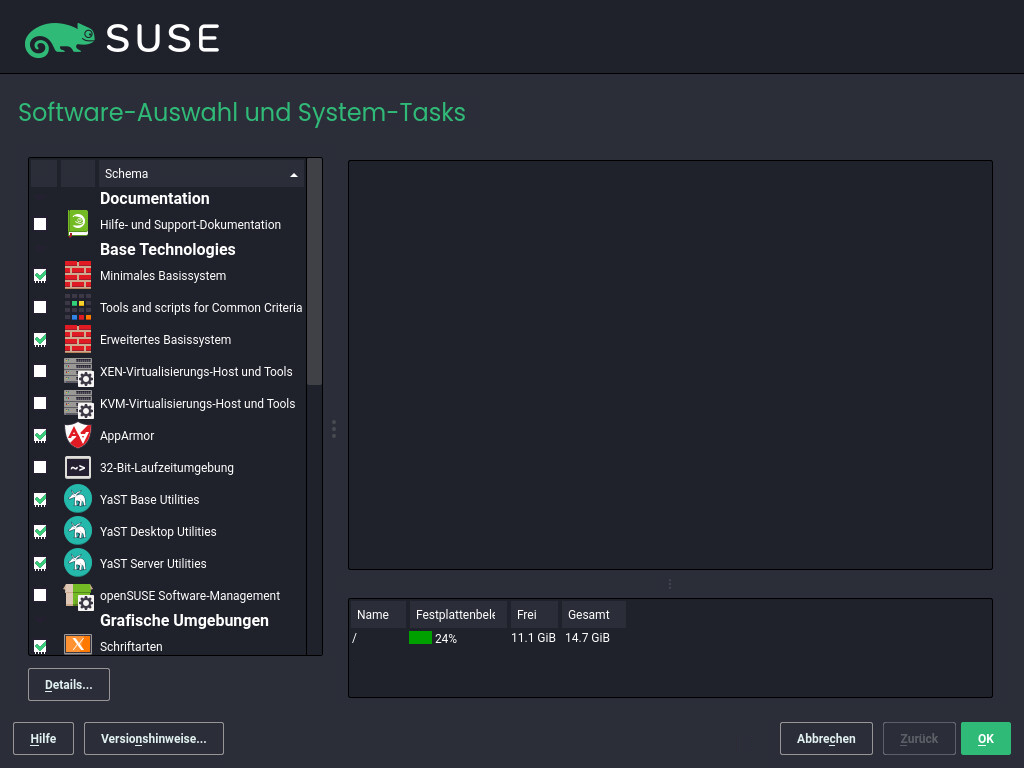 SUSE
Software-Auswahl und System-Tasks
Schema
Documentation
Hilfe- und Support-Dokumentation
Base Technologies
Minimales Basissystem
Tools and scripts for Common Criteria
Erweitertes Basissystem
XEN-Virtualisierungs-Host und Tools
KVM-Virtualisierungs-Host und Tools
AppArmor
~> 32-Bit-Laufzeitumgebung
YaST Base Utilities
YaST Desktop Utilities
YaST Server Utilities
openSUSE Software-Management
Grafische Umgebungen
X Schriftarten
Name Festplattenbele Frei Gesamt
/ 24% 11.1 GiB 14.7 GiB
Details...
Hilfe Versionshinweise... Abbrechen Zurück OK